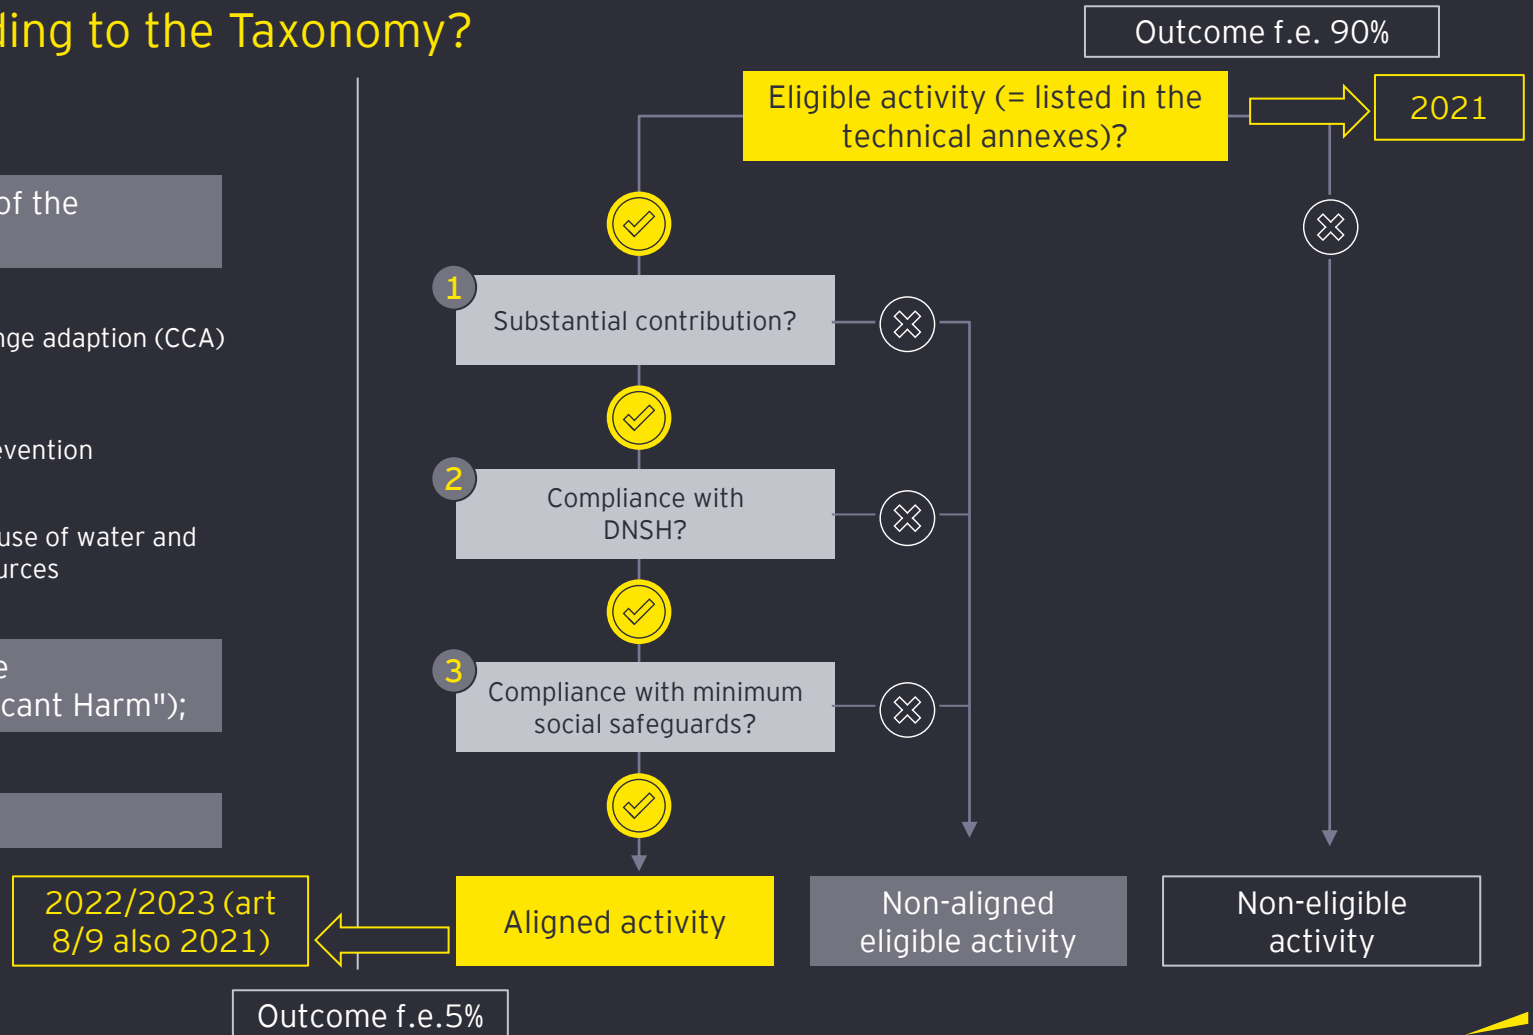 ding to the Taxonomy?
of the
nge adaption (CCA)
evention
use of water and
urces
e
cant Harm");
Outcome f.e. 90%
Eligible activity (= listed in the
technical annexes)?
2021
1
Substantial contribution?
2
Compliance with
DNSH?
3
Compliance with minimum
social safeguards?
2022/2023 (art
8/9 also 2021)
Aligned activity
Non-aligned
eligible activity
Non-eligible
activity
Outcome f.e.5%